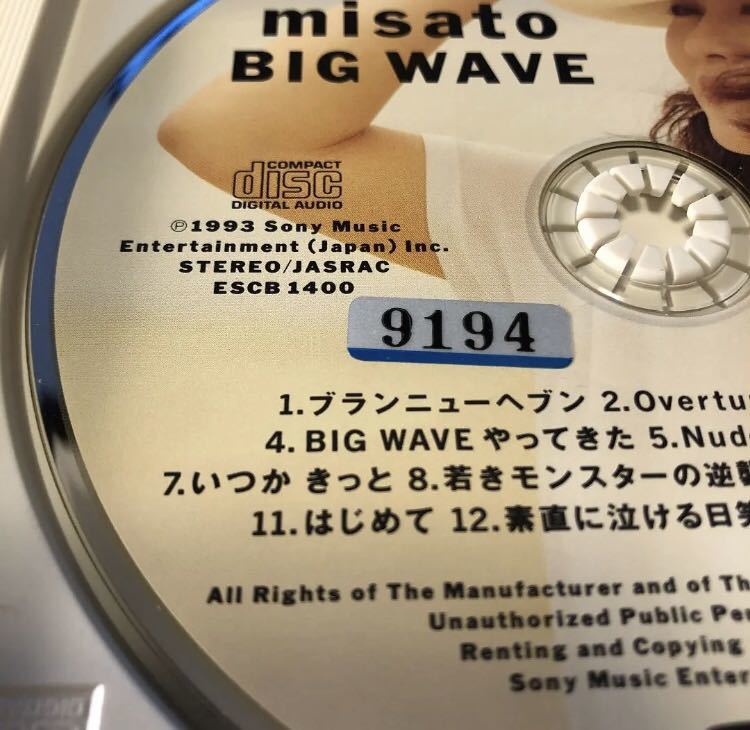 misato
BIG WAVE
COMPACT
disc
DIGITAL AUDIO
℗1993 Sony Music
Entertainment (Japan) Inc.
STEREO/JASRAC
ESCB 1400
9194
1.ブランニューヘブン 2.Overtu
4. BIG WAVE やってきた 5.Nud
7.いつか きっと 8.若きモンスターの逆襲
11.はじめて 12.素直に泣ける日笑
All Rights of The Manufacturer and of Th
Unauthorized Public Per
Renting and Copying
Sony Music Enter